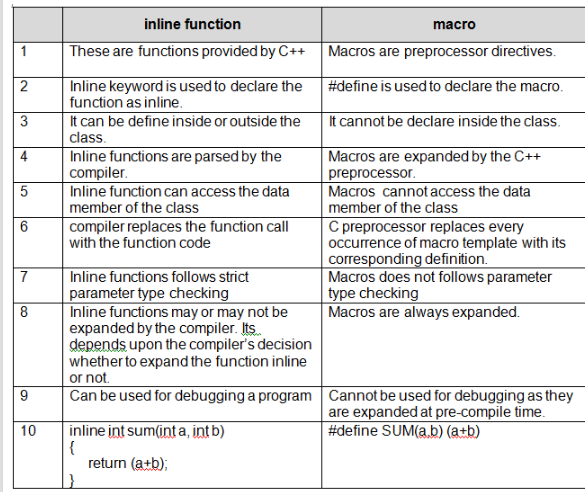 inline function macro
1 These are functions provided by C++ Macros are preprocessor directives.
2 Inline keyword is used to declare the #define is used to declare the macro.
function as inline.
3 It can be define inside or outside the It cannot be declare inside the class.
class.
4 Inline functions are parsed by the Macros are expanded by the C++
compiler. preprocessor.
5 Inline function can access the data Macros cannot access the data
member of the class member of the class
6 compiler replaces the function call C preprocessor replaces every
with the function code occurrence of macro template with its
corresponding definition.
7 Inline functions follows strict Macros does not follows parameter
parameter type checking type checking
8 Inline functions may or may not be Macros are always expanded.
expanded by the compiler. Its
depends upon the compiler's decision
whether to expand the function inline
or not.
9 Can be used for debugging a program Cannot be used for debugging as they
are expanded at pre-compile time.
10 inline int sum(int a, int b) #define SUM(a,b) (a+b)
{
return (a+b);
}